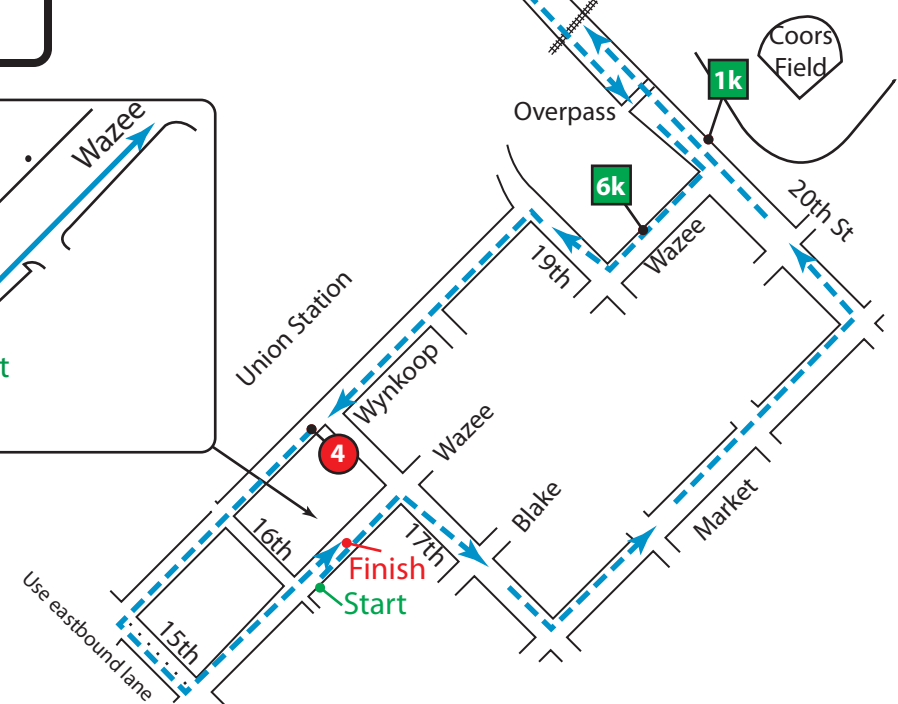 Coors
Field
1k
Wazee
Overpass
6k
20th St
Wazee
19th
Union Station
t
Wynkoop
Wazee
4
Blake
Market
16th
17th
Finish
Start
Use eastbound lane
15th